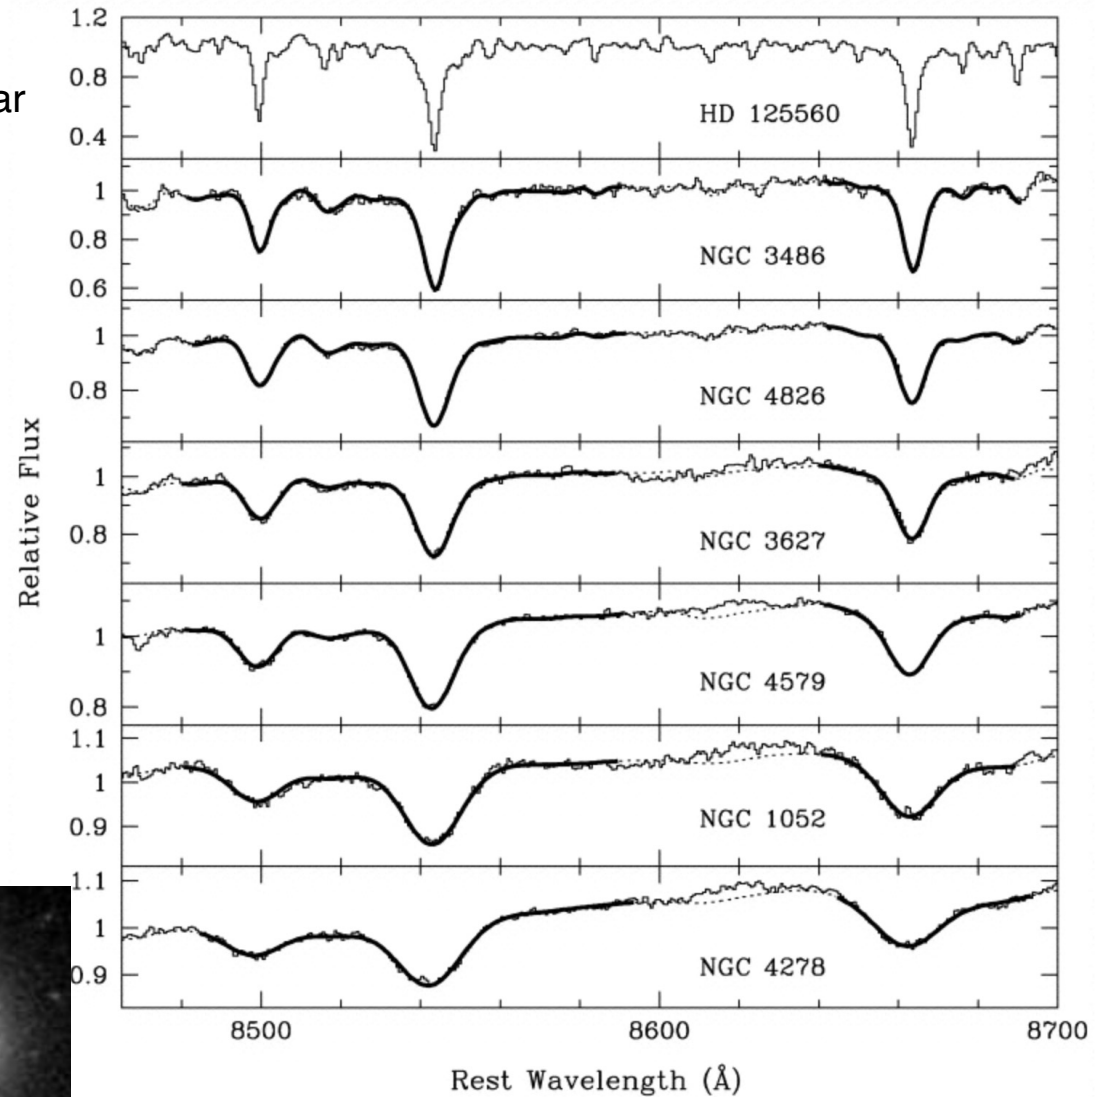 1.2
ar
0.8
HD 125560
0.4
1
0.8
NGC 3486
0.6
1
0.8
NGC 4826
1
0.8
NGC 3627
1
NGC 4579
0.8
1.1
1
NGC 1052
0.9
1.1
1
NGC 4278
0.9
Relative Flux
8500 8600 8700
Rest Wavelength (Å)